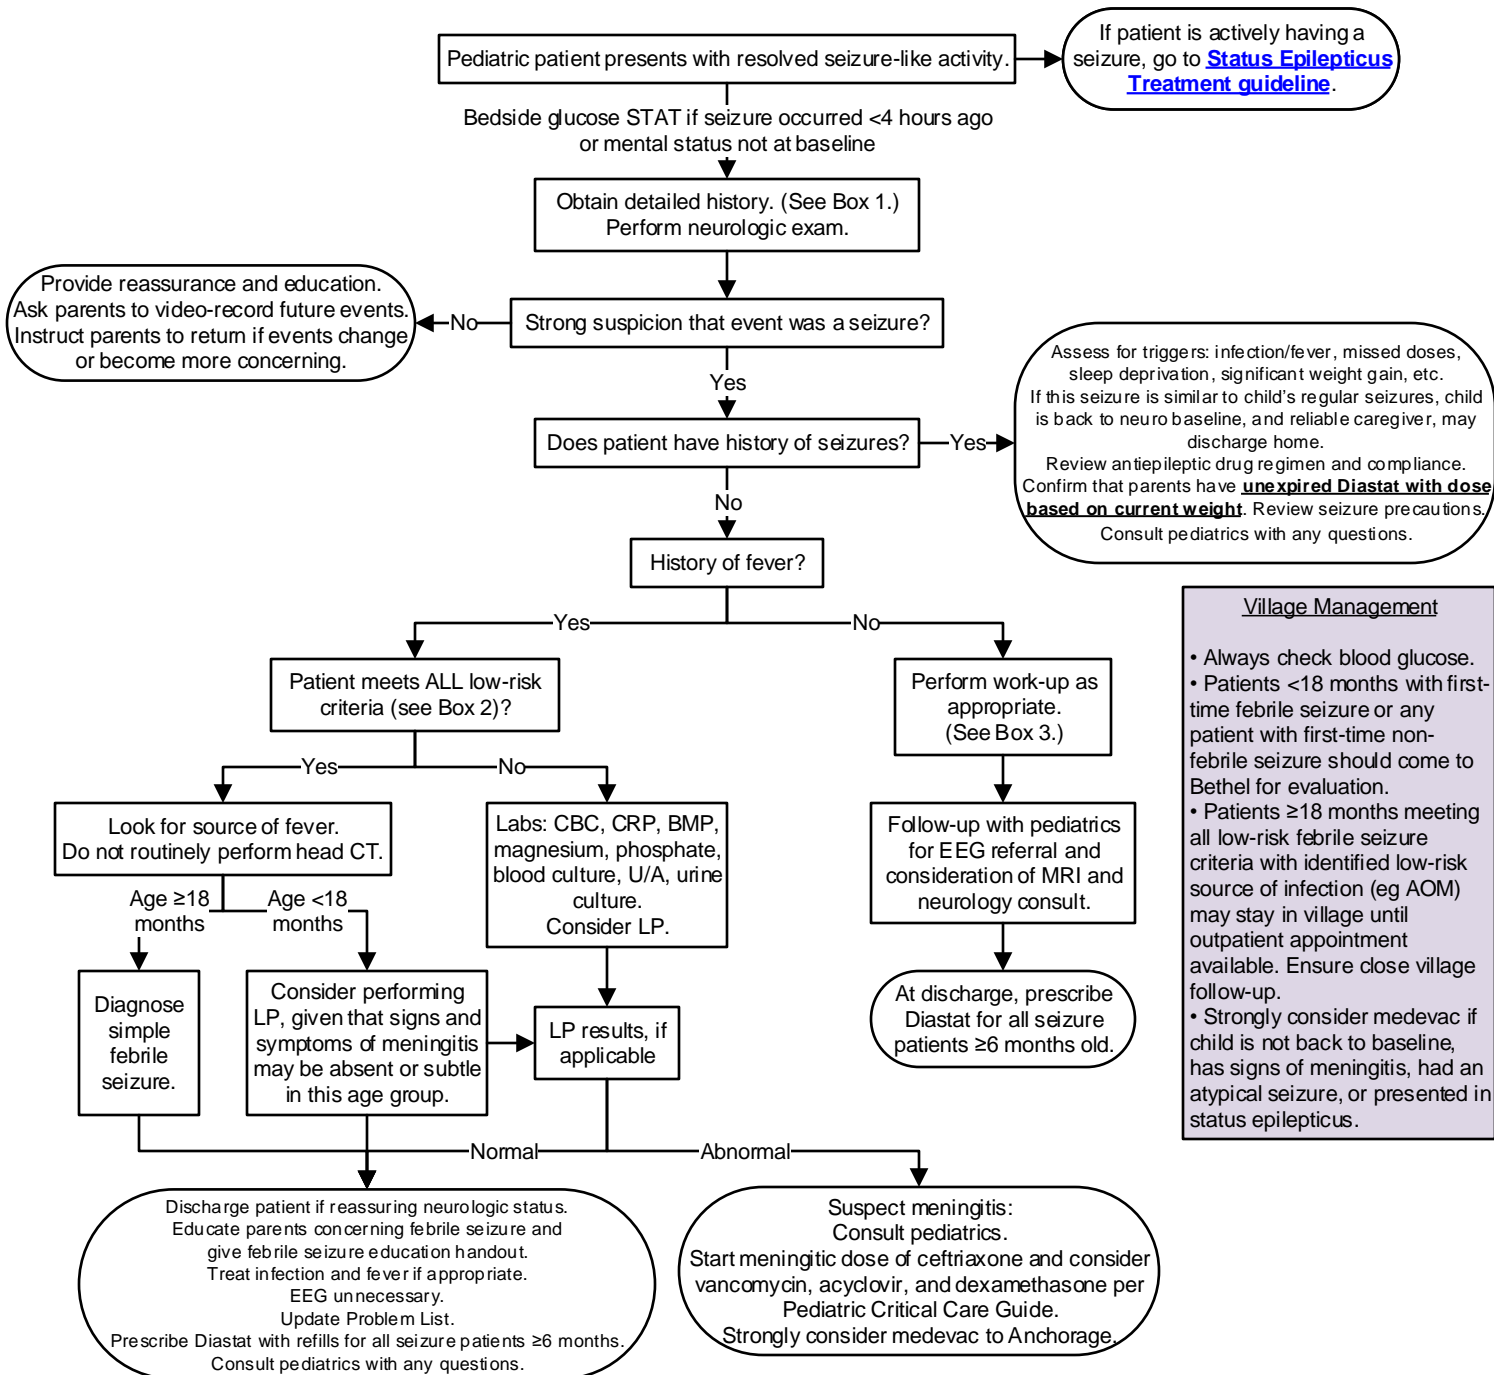 Pediatric patient presents with resolved seizure-like activity.
If patient is actively having a
seizure, go to Status Epilepticus
Treatment guideline.
Bedside glucose STAT if seizure occurred <4 hours ago
or mental status not at baseline
Obtain detailed history. (See Box 1.)
Perform neurologic exam.
Strong suspicion that event was a seizure?
No
Provide reassurance and education.
Ask parents to video-record future events.
Instruct parents to return if events change
or become more concerning.
Yes
Does patient have history of seizures?
Yes
Assess for triggers: infection/fever, missed doses,
sleep deprivation, significant weight gain, etc.
If this seizure is similar to child's regular seizures, child
is back to neuro baseline, and reliable caregiver, may
discharge home.
Review antiepileptic drug regimen and compliance.
Confirm that parents have unexpired Diastat with dose
based on current weight. Review seizure precautions.
Consult pediatrics with any questions.
No
History of fever?
Yes
No
Patient meets ALL low-risk
criteria (see Box 2)?
Perform work-up as
appropriate.
(See Box 3.)
Yes
No
Look for source of fever.
Do not routinely perform head CT.
Labs: CBC, CRP, BMP,
magnesium, phosphate,
blood culture, U/A, urine
culture.
Consider LP.
Follow-up with pediatrics
for EEG referral and
consideration of MRI and
neurology consult.
Age ≥18
months
Age <18
months
Diagnose
simple
febrile
seizure.
Consider performing
LP, given that signs and
symptoms of meningitis
may be absent or subtle
in this age group.
LP results, if
applicable
At discharge, prescribe
Diastat for all seizure
patients ≥6 months old.
Normal
Abnormal
Discharge patient if reassuring neurologic status.
Educate parents concerning febrile seizure and
give febrile seizure education handout.
Treat infection and fever if appropriate.
EEG unnecessary.
Update Problem List.
Prescribe Diastat with refills for all seizure patients ≥6 months.
Consult pediatrics with any questions.
Suspect meningitis:
Consult pediatrics.
Start meningitic dose of ceftriaxone and consider
vancomycin, acyclovir, and dexamethasone per
Pediatric Critical Care Guide.
Strongly consider medevac to Anchorage.
Village Management
• Always check blood glucose.
• Patients <18 months with first-
time febrile seizure or any
patient with first-time non-
febrile seizure should come to
Bethel for evaluation.
• Patients ≥18 months meeting
all low-risk febrile seizure
criteria with identified low-risk
source of infection (eg AOM)
may stay in village until
outpatient appointment
available. Ensure close village
follow-up.
• Strongly consider medevac if
child is not back to baseline,
has signs of meningitis, had an
atypical seizure, or presented in
status epilepticus.